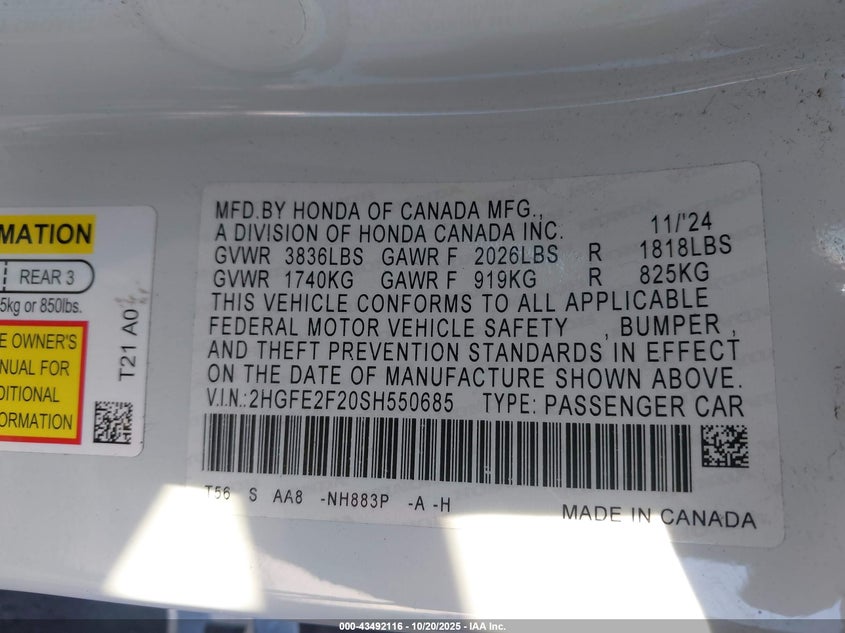 MATION
REAR 3
5kg or 850lbs.
E OWNER'S
NUAL FOR
DITIONAL
ORMATION
T21 A0
MFD.BY HONDA OF CANADA MFG.,
A DIVISION OF HONDA CANADA INC. 11/'24
GVWR 3836LBS GAWR F 2026LBS R 1818LBS
GVWR 1740KG GAWR F 919KG R 825KG
THIS VEHICLE CONFORMS TO ALL APPLICABLE
FEDERAL MOTOR VEHICLE SAFETY , BUMPER ,
AND THEFT PREVENTION STANDARDS IN EFFECT
ON THE DATE OF MANUFACTURE SHOWN ABOVE.
V.I.N.:2HGFE2F20SH550685 TYPE: PASSENGER CAR
T56 S AA8 -NH883P -A -H
MADE IN CANADA
000-43492116 - 10/20/2025 - IAA Inc.